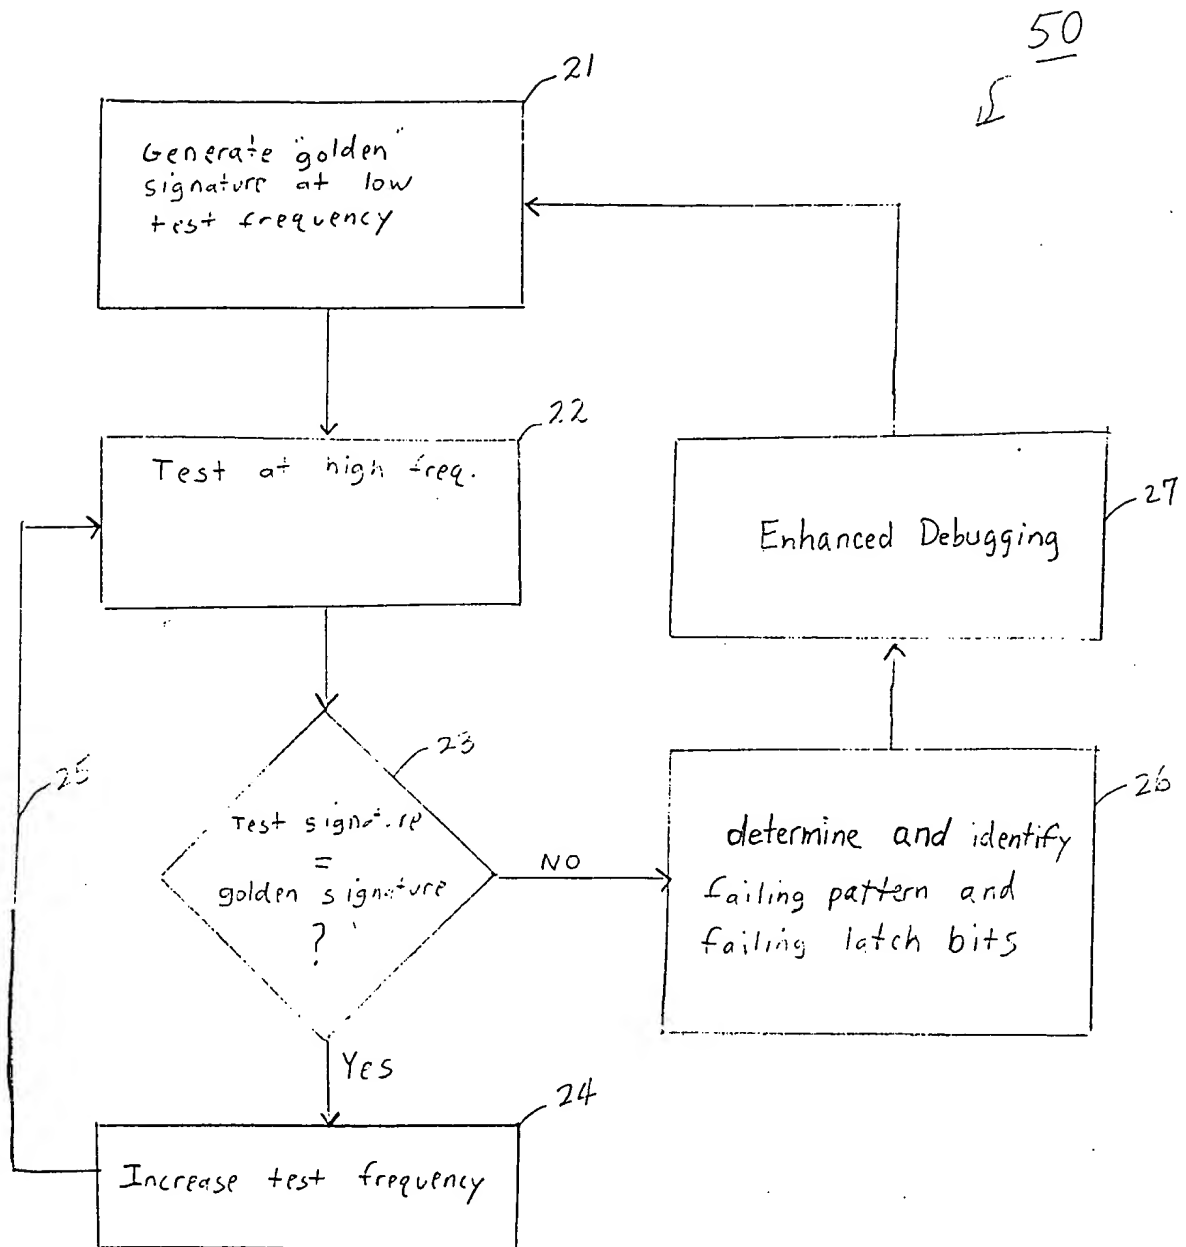 50
21
Generate "golden"
signature at low
test frequency
22
Test at high freq.
27
Enhanced Debugging
23
25
Test signature
=
golden signature
?
NO
26
determine and identify
failing pattern and
failing latch bits
Yes
24
Increase test frequency